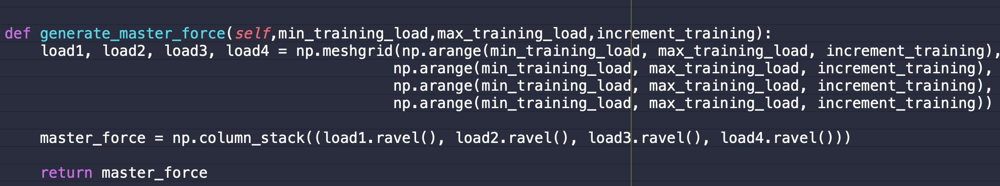 def generate_master_force(self,min_training_load,max_training_load,increment_training):
    load1, load2, load3, load4 = np.meshgrid(np.arange(min_training_load, max_training_load, increment_training),
                                        np.arange(min_training_load, max_training_load, increment_training),
                                        np.arange(min_training_load, max_training_load, increment_training),
                                        np.arange(min_training_load, max_training_load, increment_training))
    master_force = np.column_stack((load1.ravel(), load2.ravel(), load3.ravel(), load4.ravel()))
    return master_force